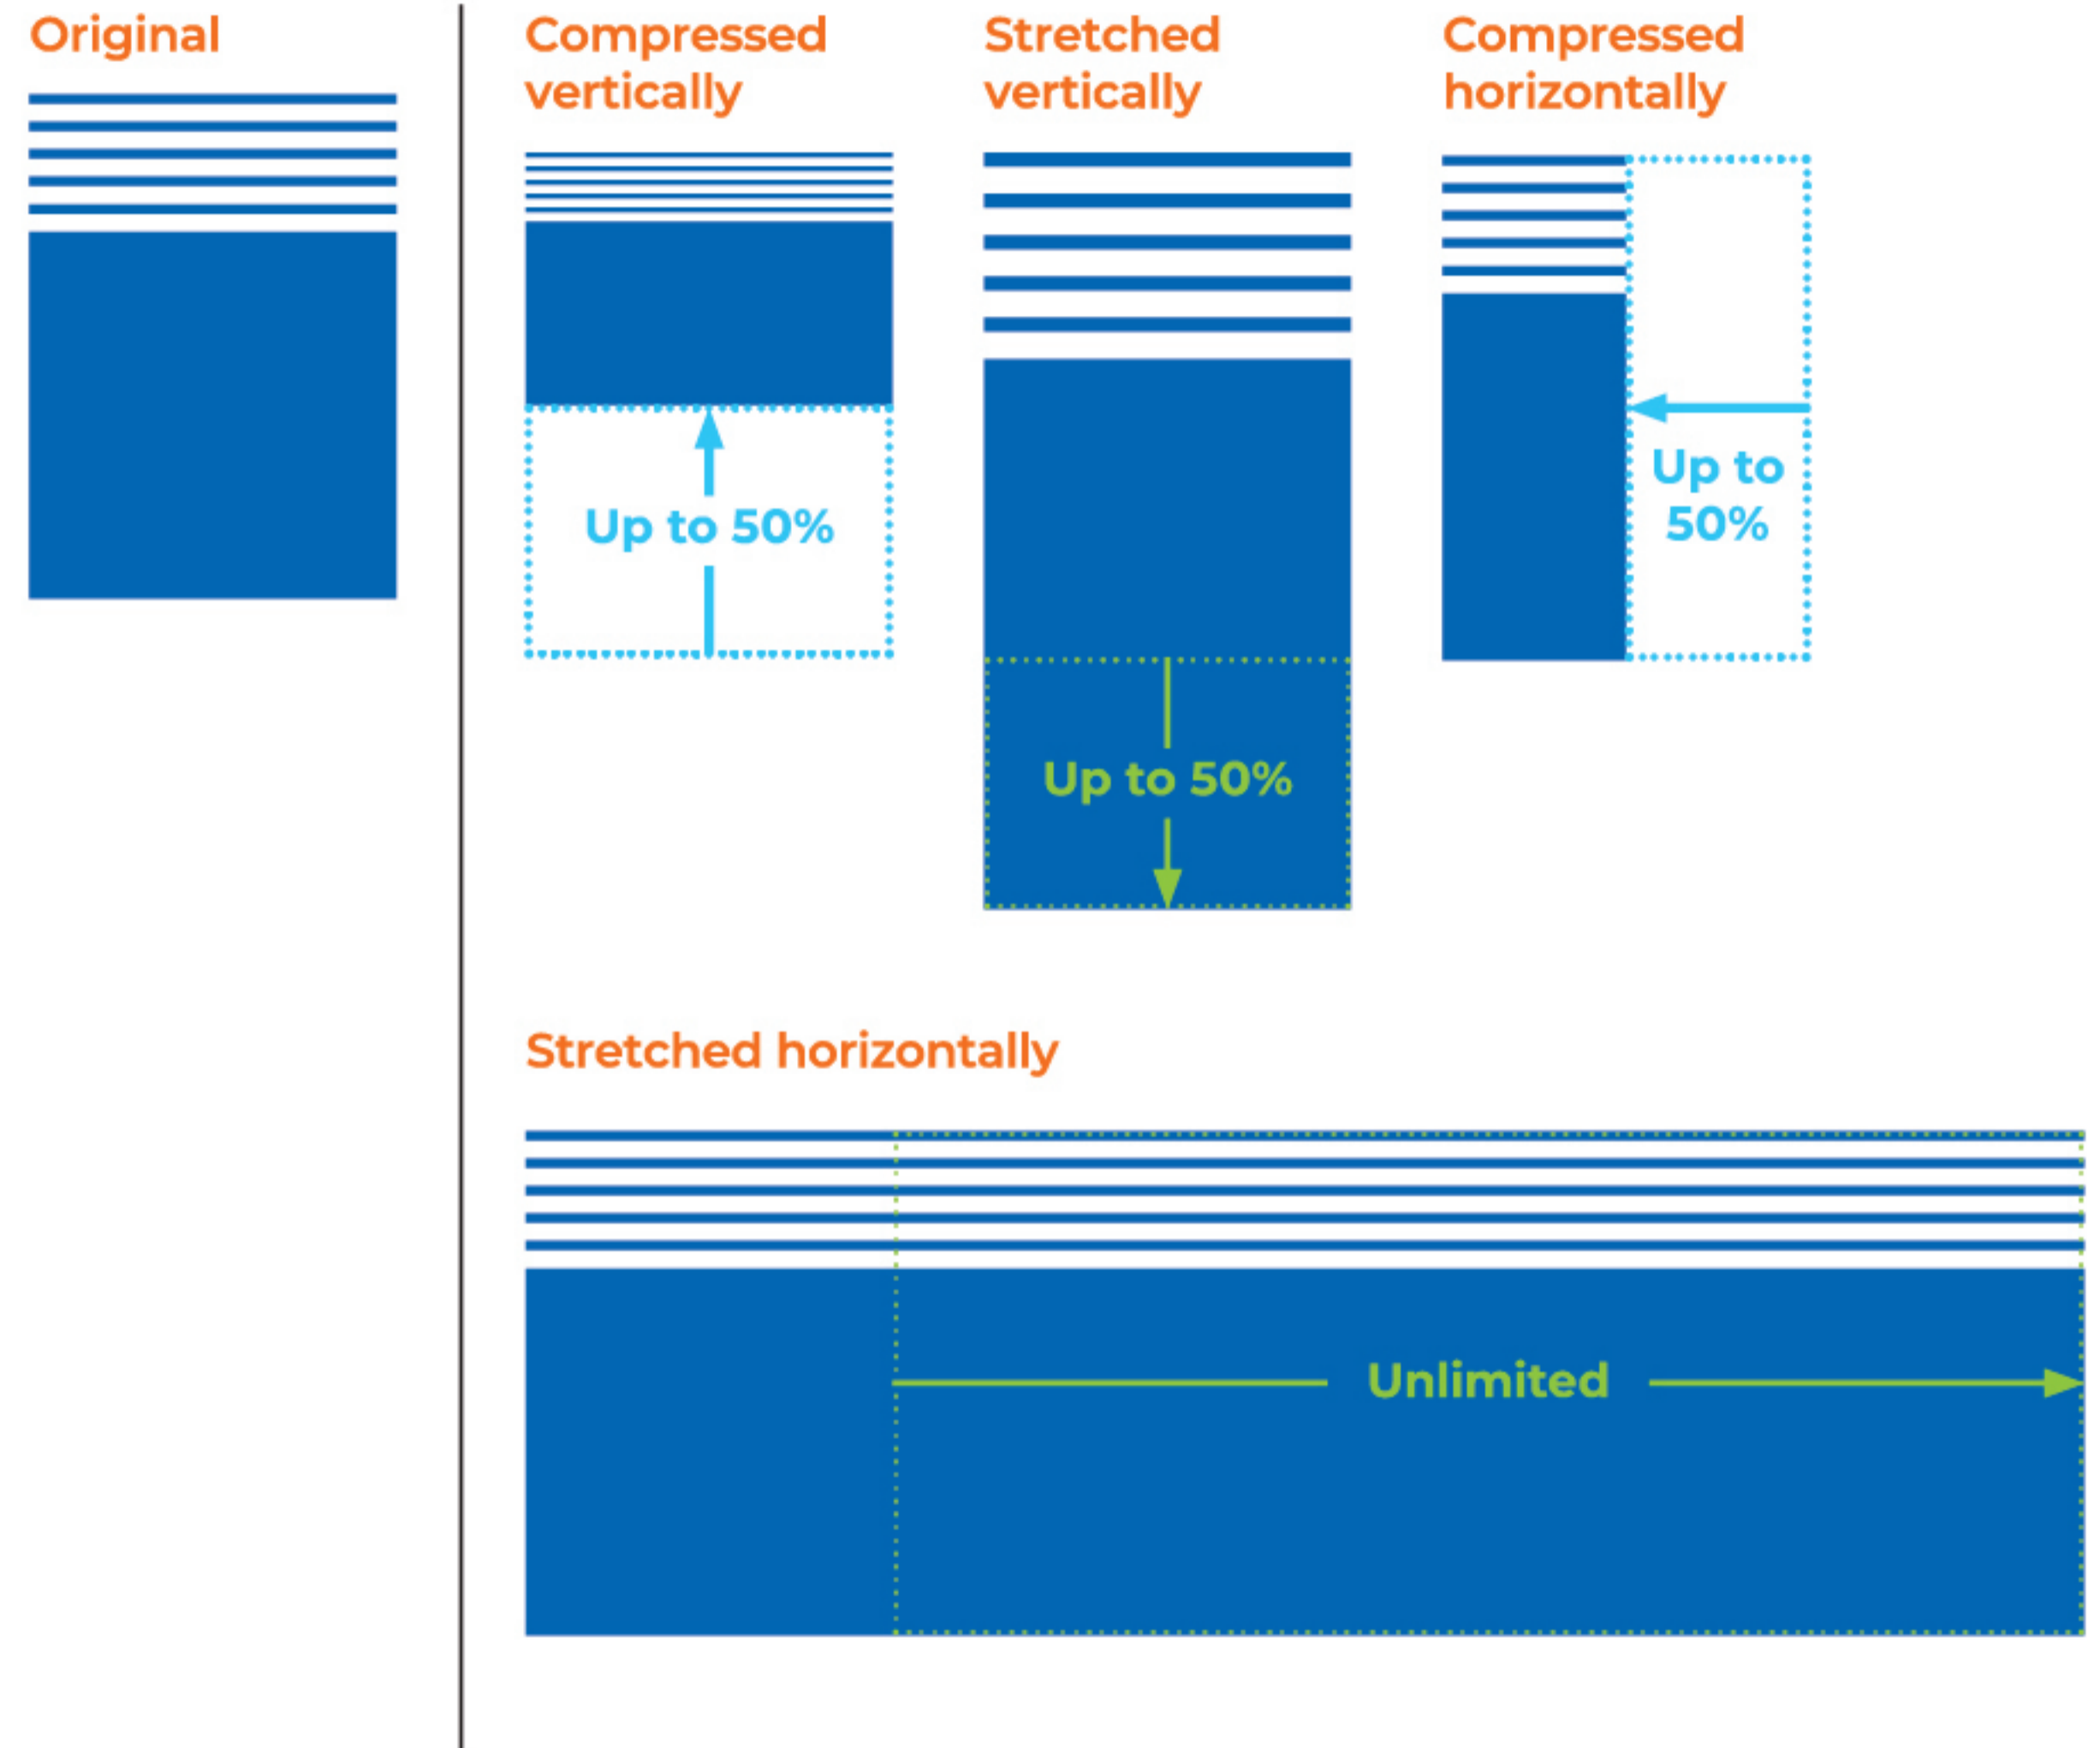 Original
Compressed
vertically
Stretched
vertically
Compressed
horizontally
Up to 50%
Up to 50%
Up to
50%
Stretched horizontally
Unlimited